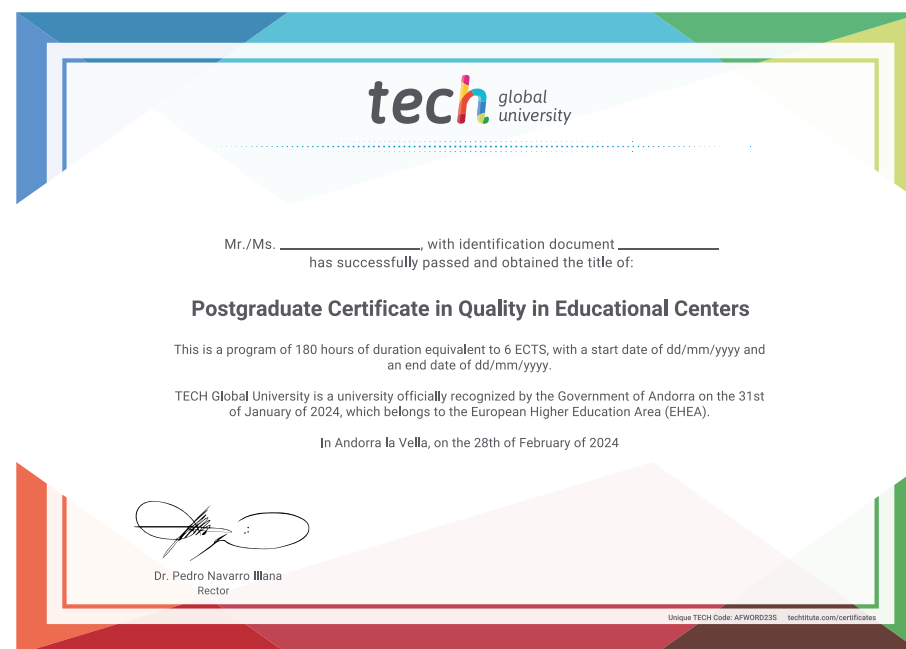 tech global university
Mr./Ms. ____________, with identification document ____________
has successfully passed and obtained the title of:
Postgraduate Certificate in Quality in Educational Centers
This is a program of 180 hours of duration equivalent to 6 ECTS, with a start date of dd/mm/yyyy and
an end date of dd/mm/yyyy.
TECH Global University is a university officially recognized by the Government of Andorra on the 31st
of January of 2024, which belongs to the European Higher Education Area (EHEA).
In Andorra la Vella, on the 28th of February of 2024
Dr. Pedro Navarro Illana
Rector
Unique TECH Code: AFWORD23S techtitute.com/certificates